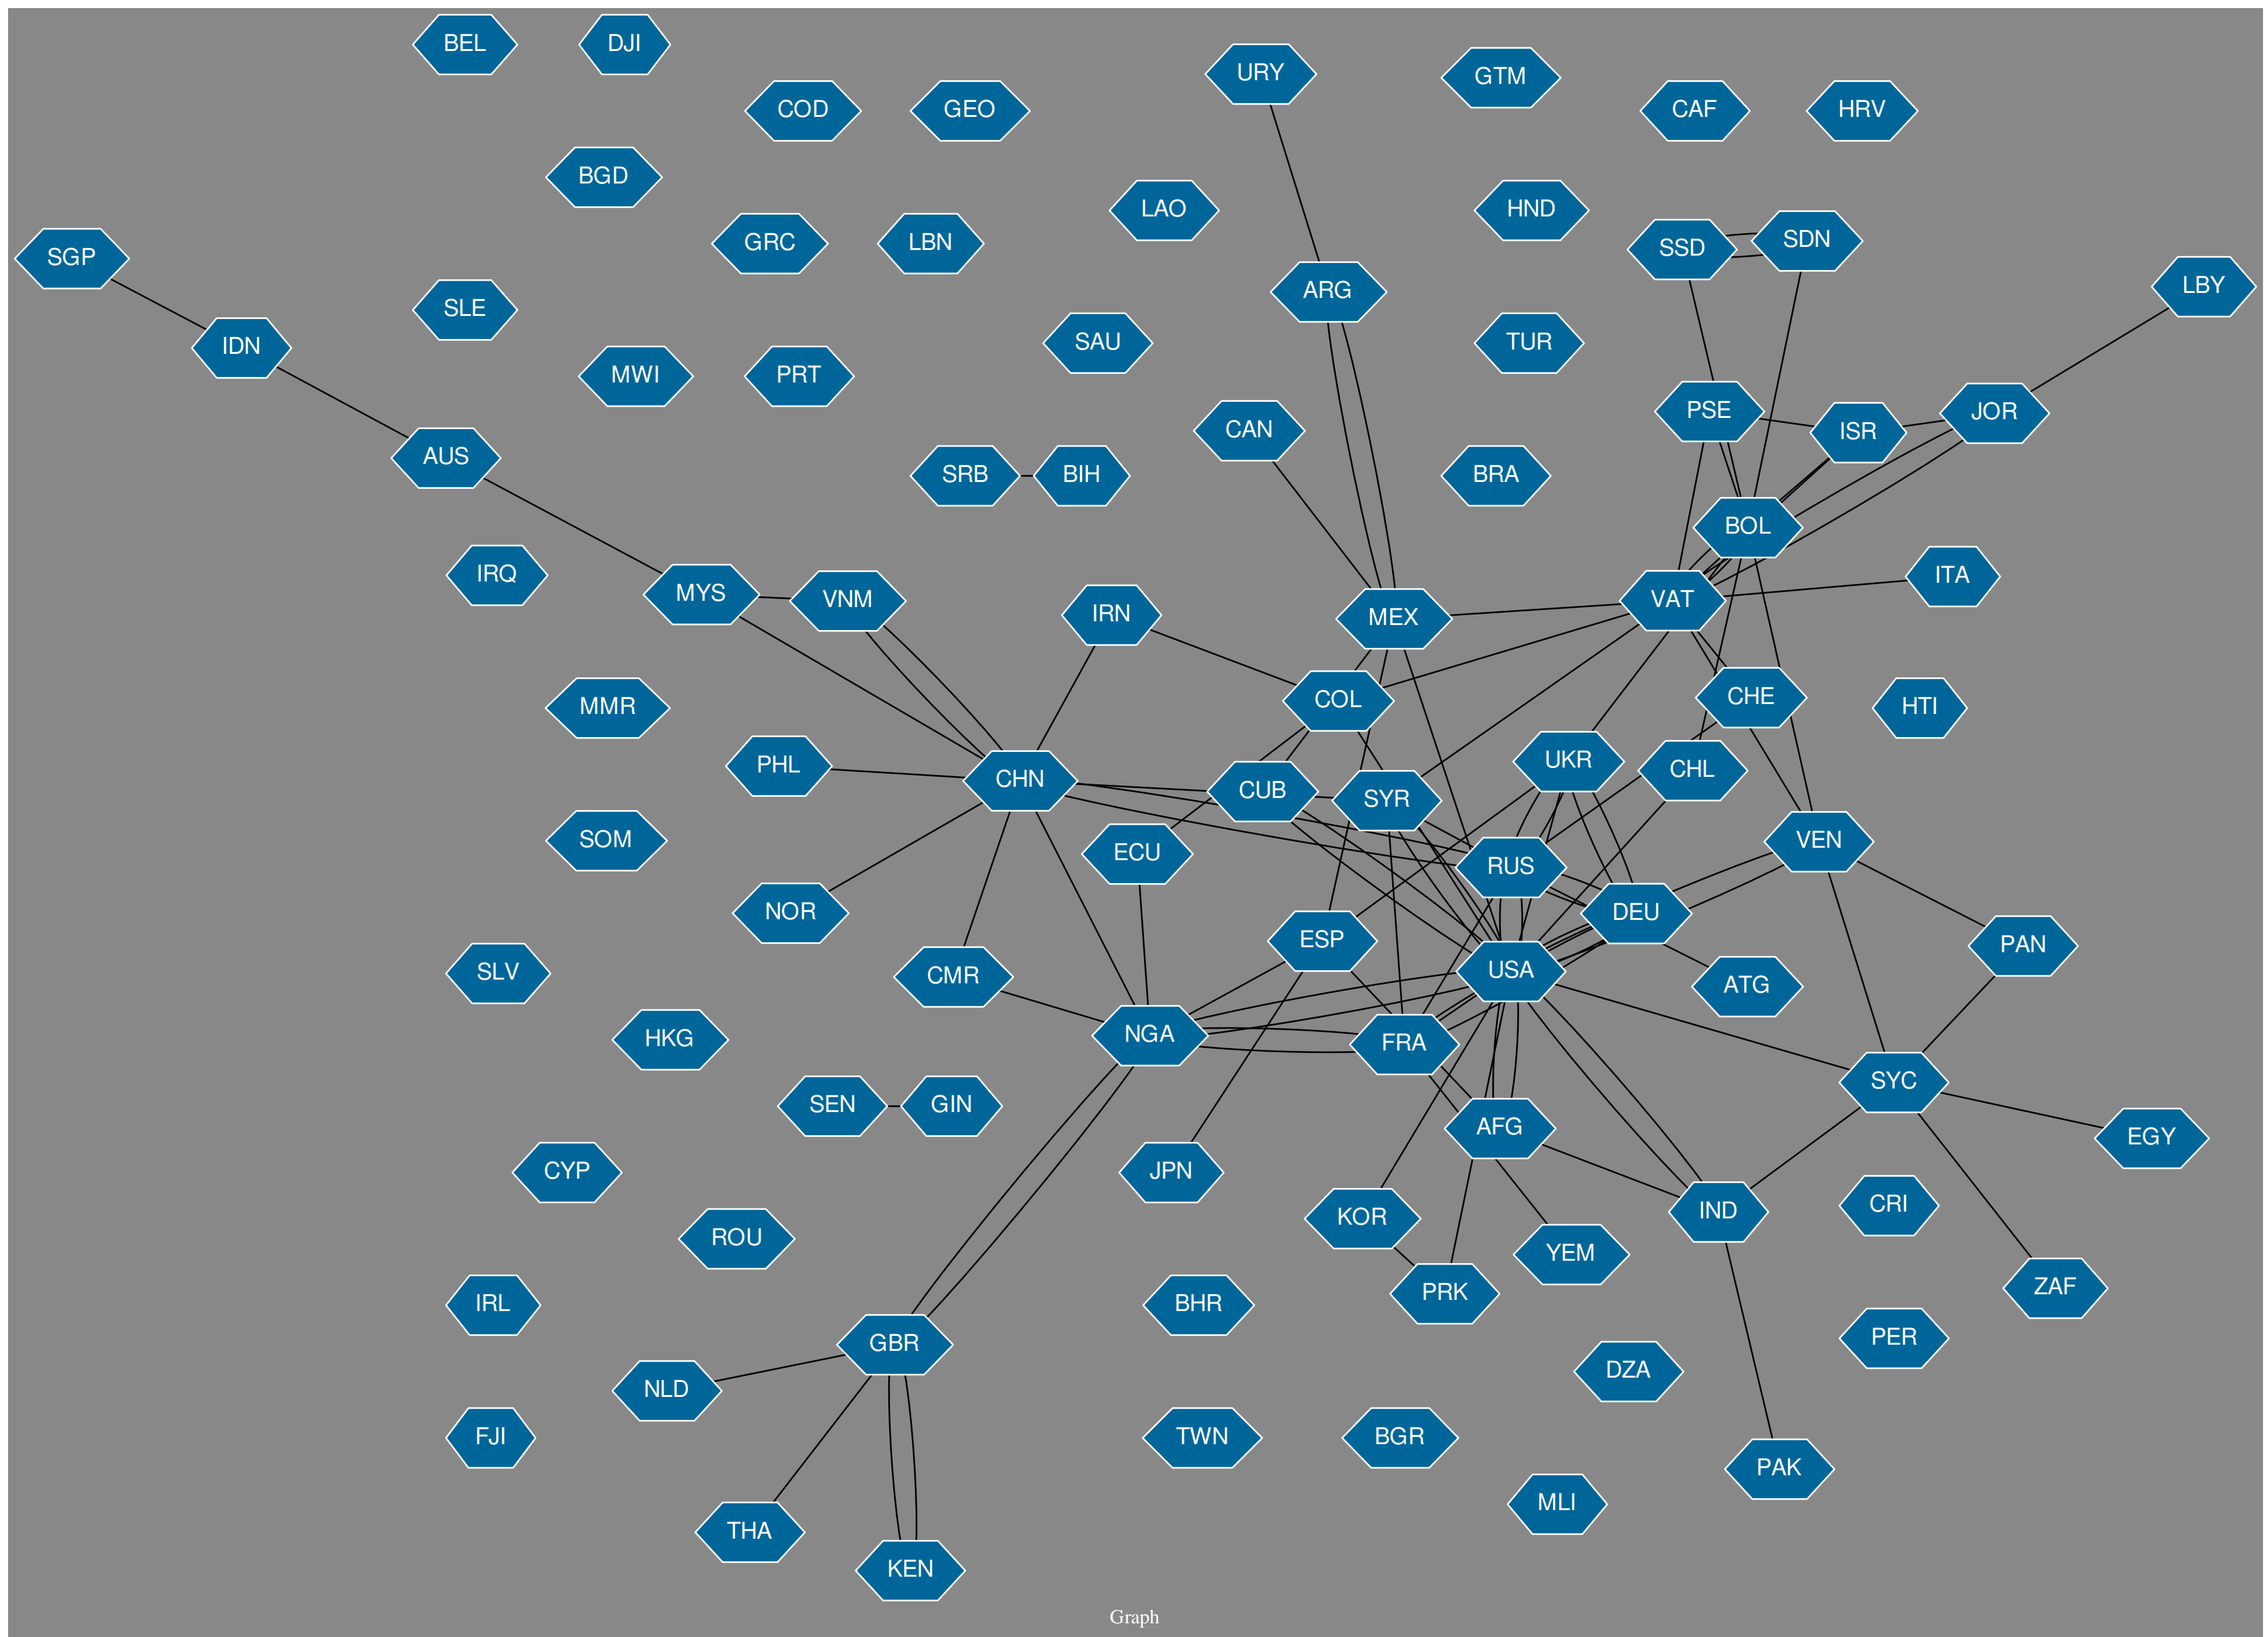 BEL
DJI
URY
GTM
COD
GEO
CAF
HRV
BGD
LAO
HND
GRC
LBN
SSD
SDN
SGP
LBY
ARG
SLE
IDN
SAU
TUR
MWI
PRT
PSE
JOR
CAN
ISR
AUS
SRB
BIH
BRA
BOL
IRQ
ITA
MYS
VNM
VAT
IRN
MEX
CHE
COL
MMR
HTI
UKR
PHL
CHL
CHN
CUB
SYR
SOM
VEN
ECU
RUS
NOR
DEU
ESP
PAN
USA
SLV
CMR
ATG
NGA
HKG
FRA
SYC
SEN
GIN
AFG
EGY
CYP
JPN
CRI
IND
KOR
ROU
YEM
ZAF
PRK
IRL
BHR
PER
GBR
DZA
NLD
FJI
TWN
BGR
PAK
MLI
THA
KEN
Graph